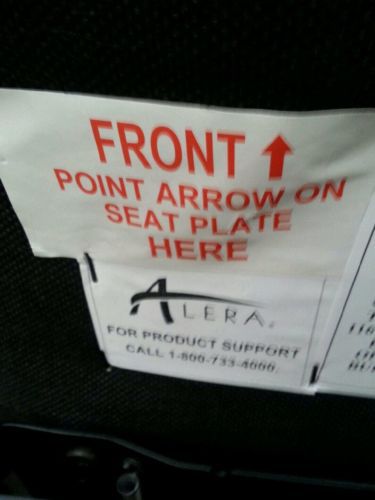 FRONT ↑
POINT ARROW ON
SEAT PLATE
HERE
ALERA
FOR PRODUCT SUPPORT
CALL 1-800-733-4000